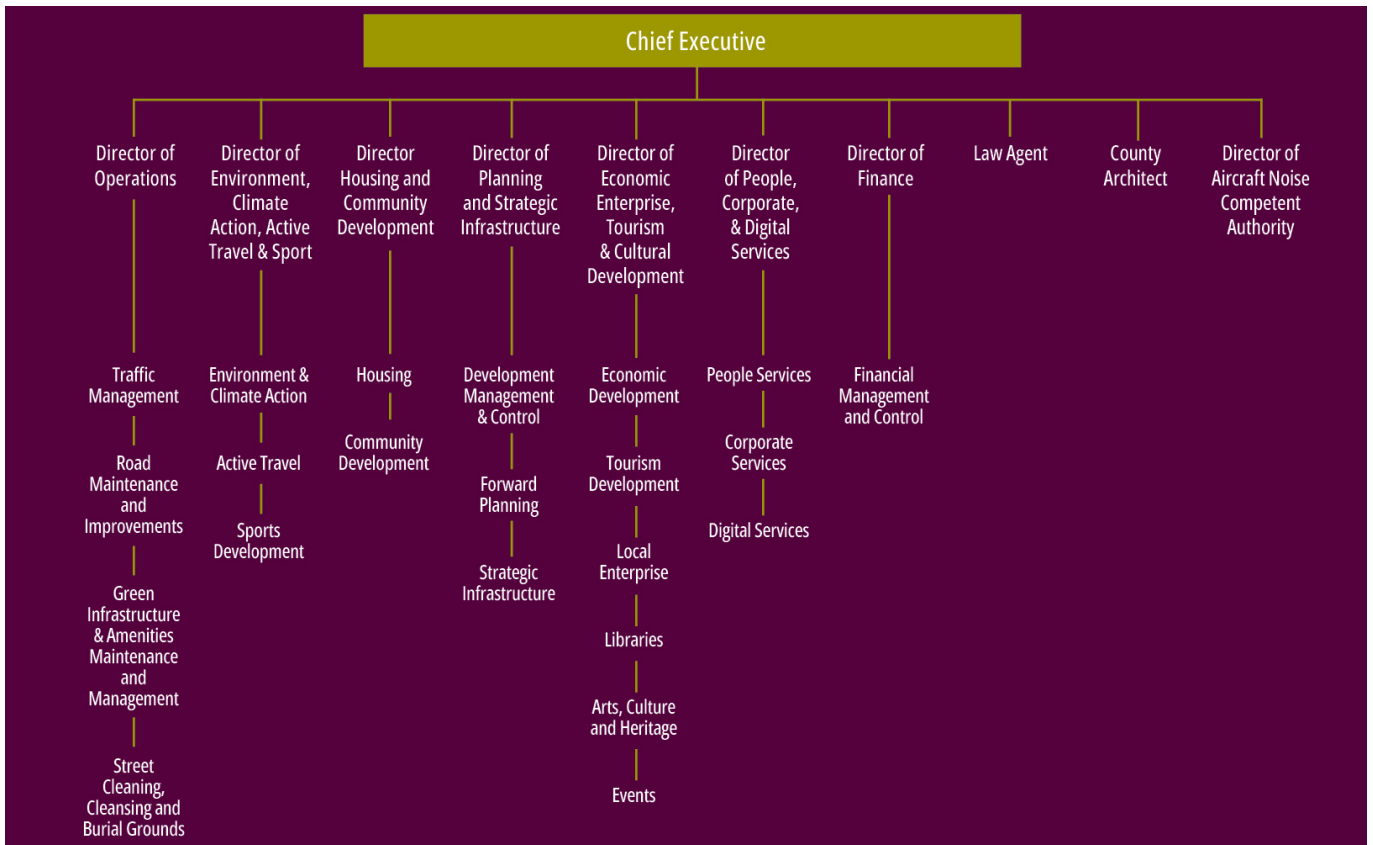 Chief Executive
Director of
Operations
Director of
Environment,
Climate
Action, Active
Travel & Sport
Director
Housing and
Community
Development
Director of
Planning
and Strategic
Infrastructure
Director of
Economic
Enterprise,
Tourism
& Cultural
Development
Director
of People,
Corporate,
& Digital
Services
Director of
Finance
Law Agent
County
Architect
Director of
Aircraft Noise
Competent
Authority
Traffic
Management
Road
Maintenance
and
Improvements
Green
Infrastructure
& Amenities
Maintenance
and
Management
Street
Cleaning,
Cleansing and
Burial Grounds
Environment &
Climate Action
Active Travel
Sports
Development
Housing
Community
Development
Development
Management
& Control
Forward
Planning
Strategic
Infrastructure
Economic
Development
Tourism
Development
Local
Enterprise
Libraries
Arts, Culture
and Heritage
Events
People Services
Corporate
Services
Digital Services
Financial
Management
and Control